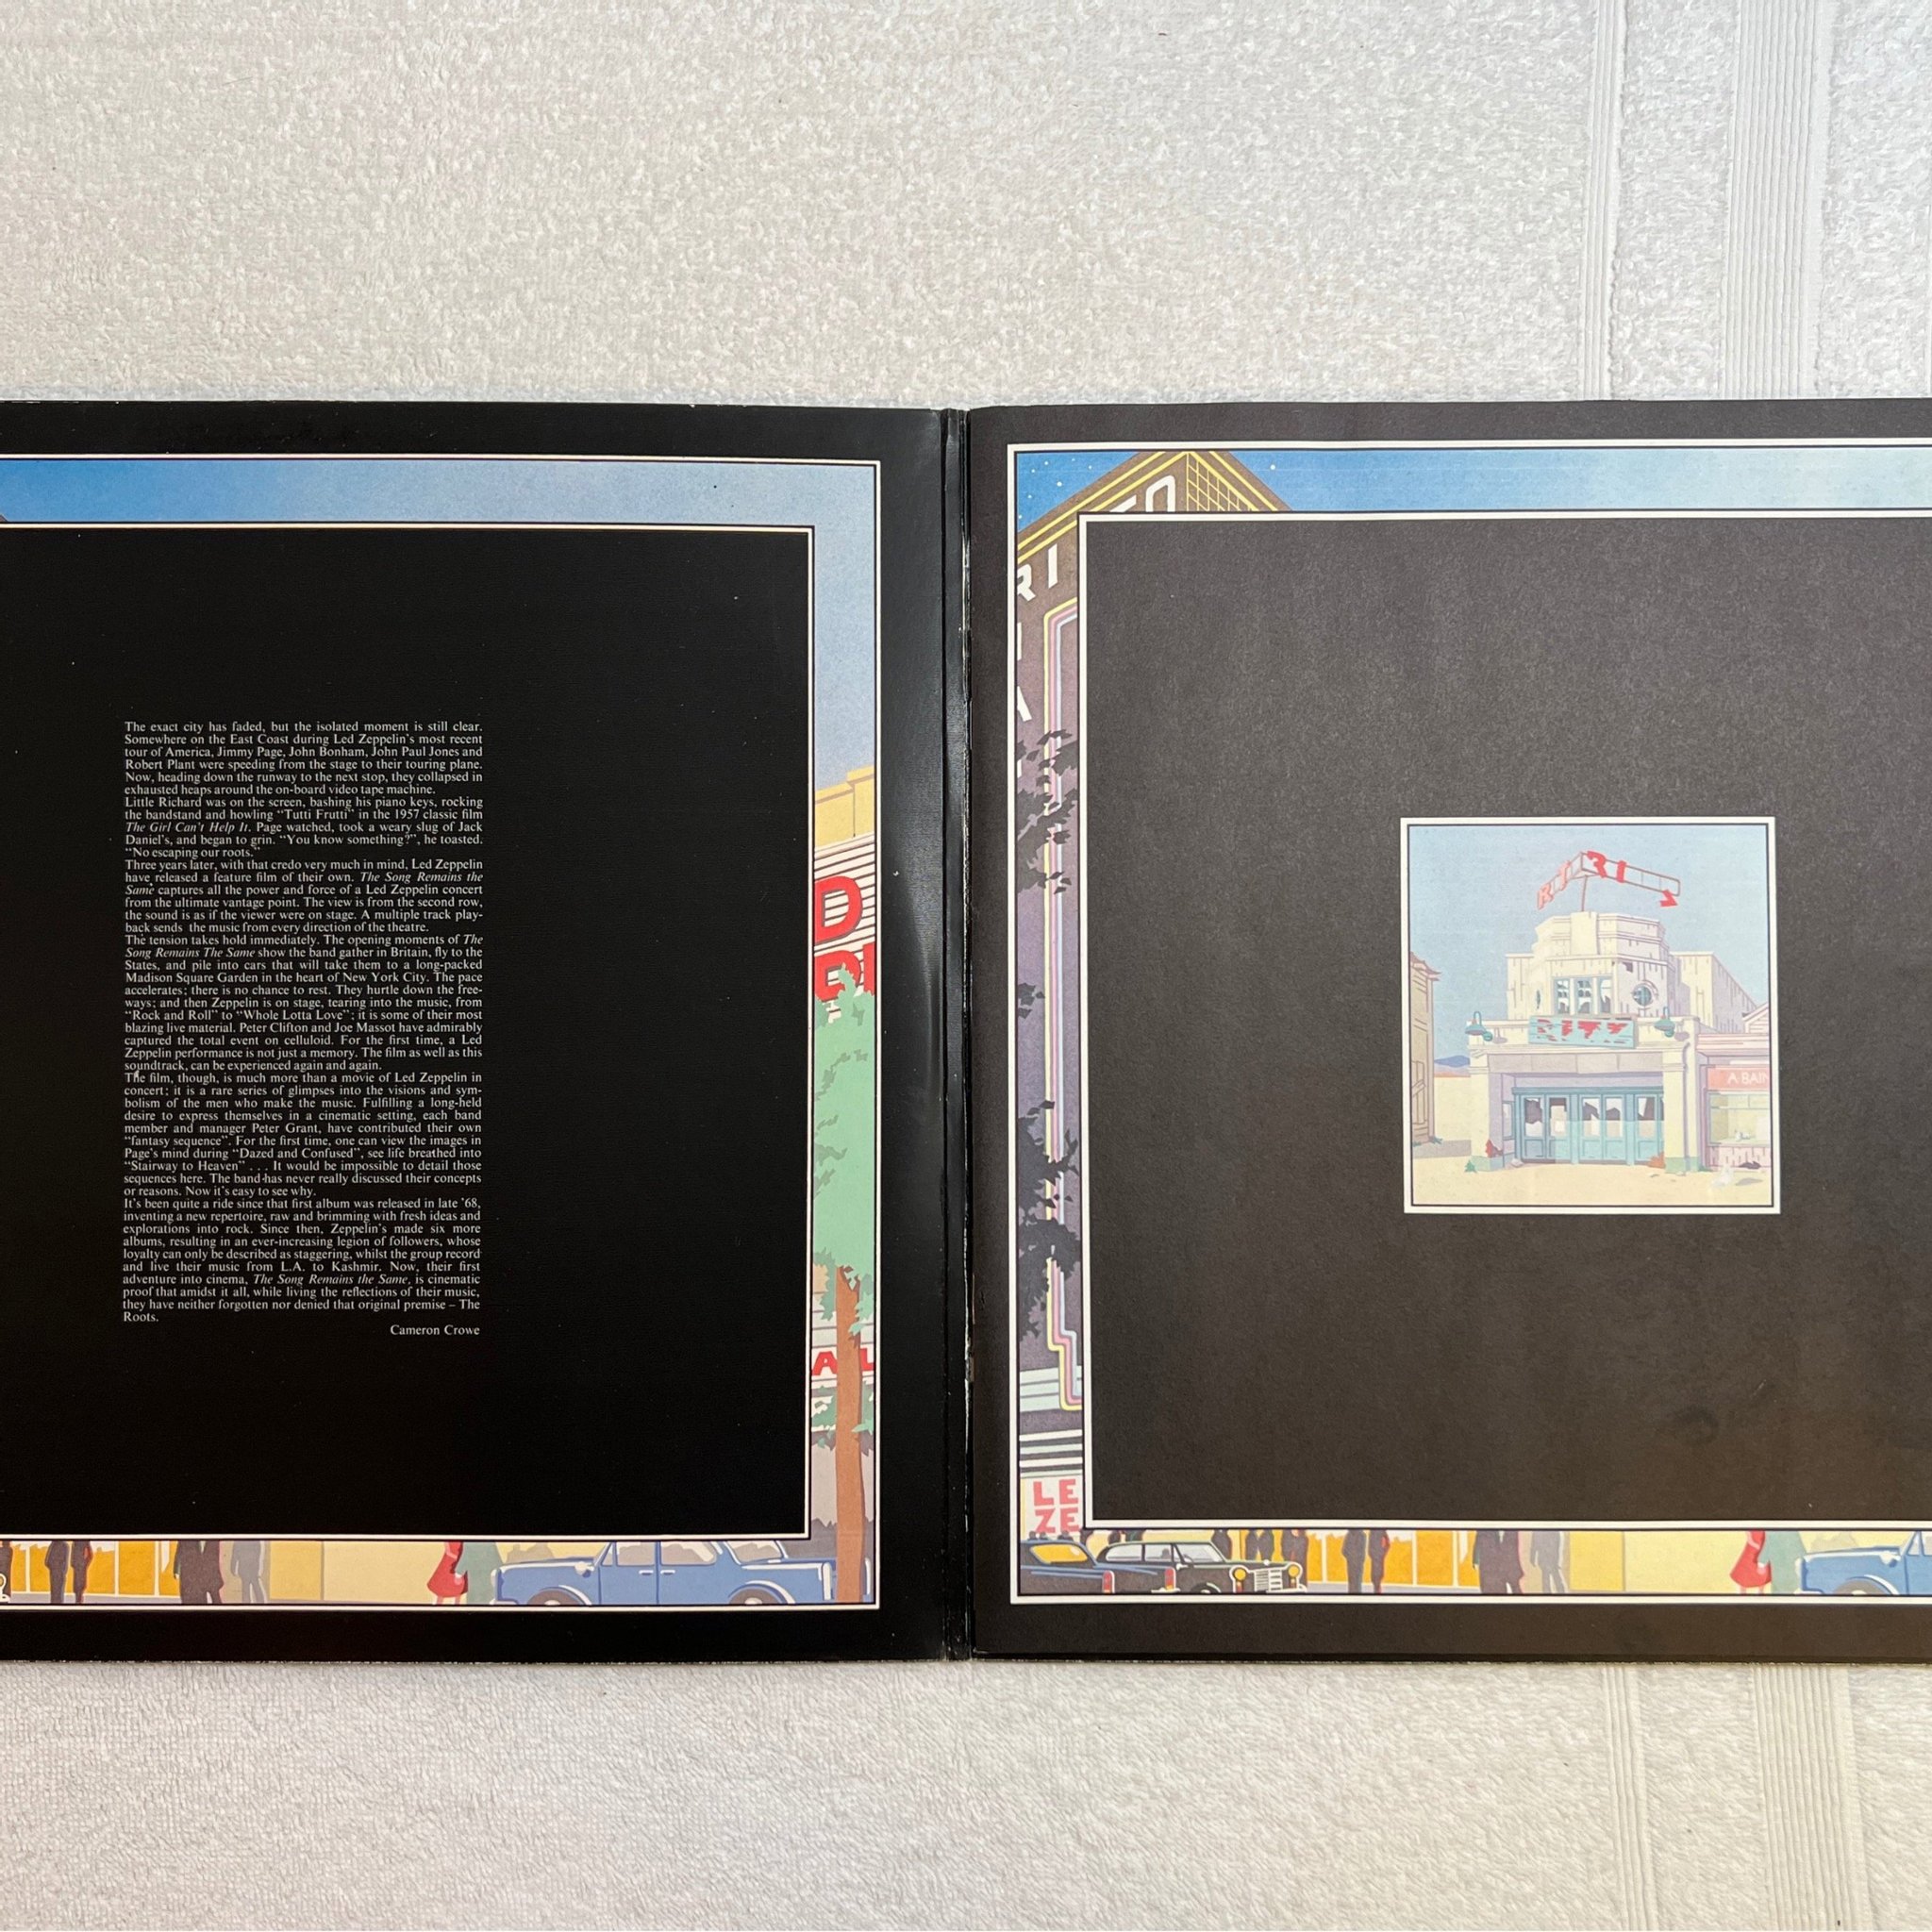 The exact city has faded, but the isolated moment is still clear.
Somewhere on the East Coast during Led Zeppelin's most recent
tour of America, Jimmy Page, John Bonham, John Paul Jones and
Robert Plant were speeding from the stage to their touring plane.
Now, heading down the runway to the next stop, they collapsed in
exhausted heaps around the on-board video tape machine.
Little Richard was on the screen, bashing his piano keys, rocking
the bandstand and howling "Tutti Frutti" in the 1957 classic film
The Girl Can't Help It. Page watched, took a weary slug of Jack
Daniel's, and began to grin. "You know something?", he toasted.
"No escaping our roots."
Three years later, with that credo very much in mind, Led Zeppelin
have released a feature film of their own. The Song Remains the
Same captures all the power and force of a Led Zeppelin concert
from the ultimate vantage point. The view is from the second row,
the sound is as if the viewer were on stage. A multiple track play-
back sends the music from every direction of the theatre.
The tension takes hold immediately. The opening moments of The
Song Remains The Same show the band gather in Britain, fly to the
States, and pile into cars that will take them to a long-packed
Madison Square Garden in the heart of New York City. The pace
accelerates; there is no chance to rest. They hurtle down the free-
ways; and then Zeppelin is on stage, tearing into the music, from
"Rock and Roll" to "Whole Lotta Love"; it is some of their most
blazing live material. Peter Clifton and Joe Massot have admirably
captured the total event on celluloid. For the first time, a Led
Zeppelin performance is not just a memory. The film as well as this
soundtrack, can be experienced again and again.
The film, though, is much more than a movie of Led Zeppelin in
concert; it is a rare series of glimpses into the visions and sym-
bolism of the men who make the music. Fulfilling a long-held
desire to express themselves in a cinematic setting, each band
member and manager Peter Grant, have contributed their own
"fantasy sequence". For the first time, one can view the images in
Page's mind during "Dazed and Confused", see life breathed into
"Stairway to Heaven" . . . It would be impossible to detail those
sequences here. The band has never really discussed their concepts
or reasons. Now it's easy to see why.
It's been quite a ride since that first album was released in late '68,
inventing a new repertoire, raw and brimming with fresh ideas and
explorations into rock. Since then, Zeppelin's made six more
albums, resulting in an ever-increasing legion of followers, whose
loyalty can only be described as staggering, whilst the group record
and live their music from L.A. to Kashmir. Now, their first
adventure into cinema, The Song Remains the Same, is cinematic
proof that amidst it all, while living the reflections of their music,
they have neither forgotten nor denied that original premise – The
Roots.
Cameron Crowe
D
AL
RI
LE
ZE
A BAIN